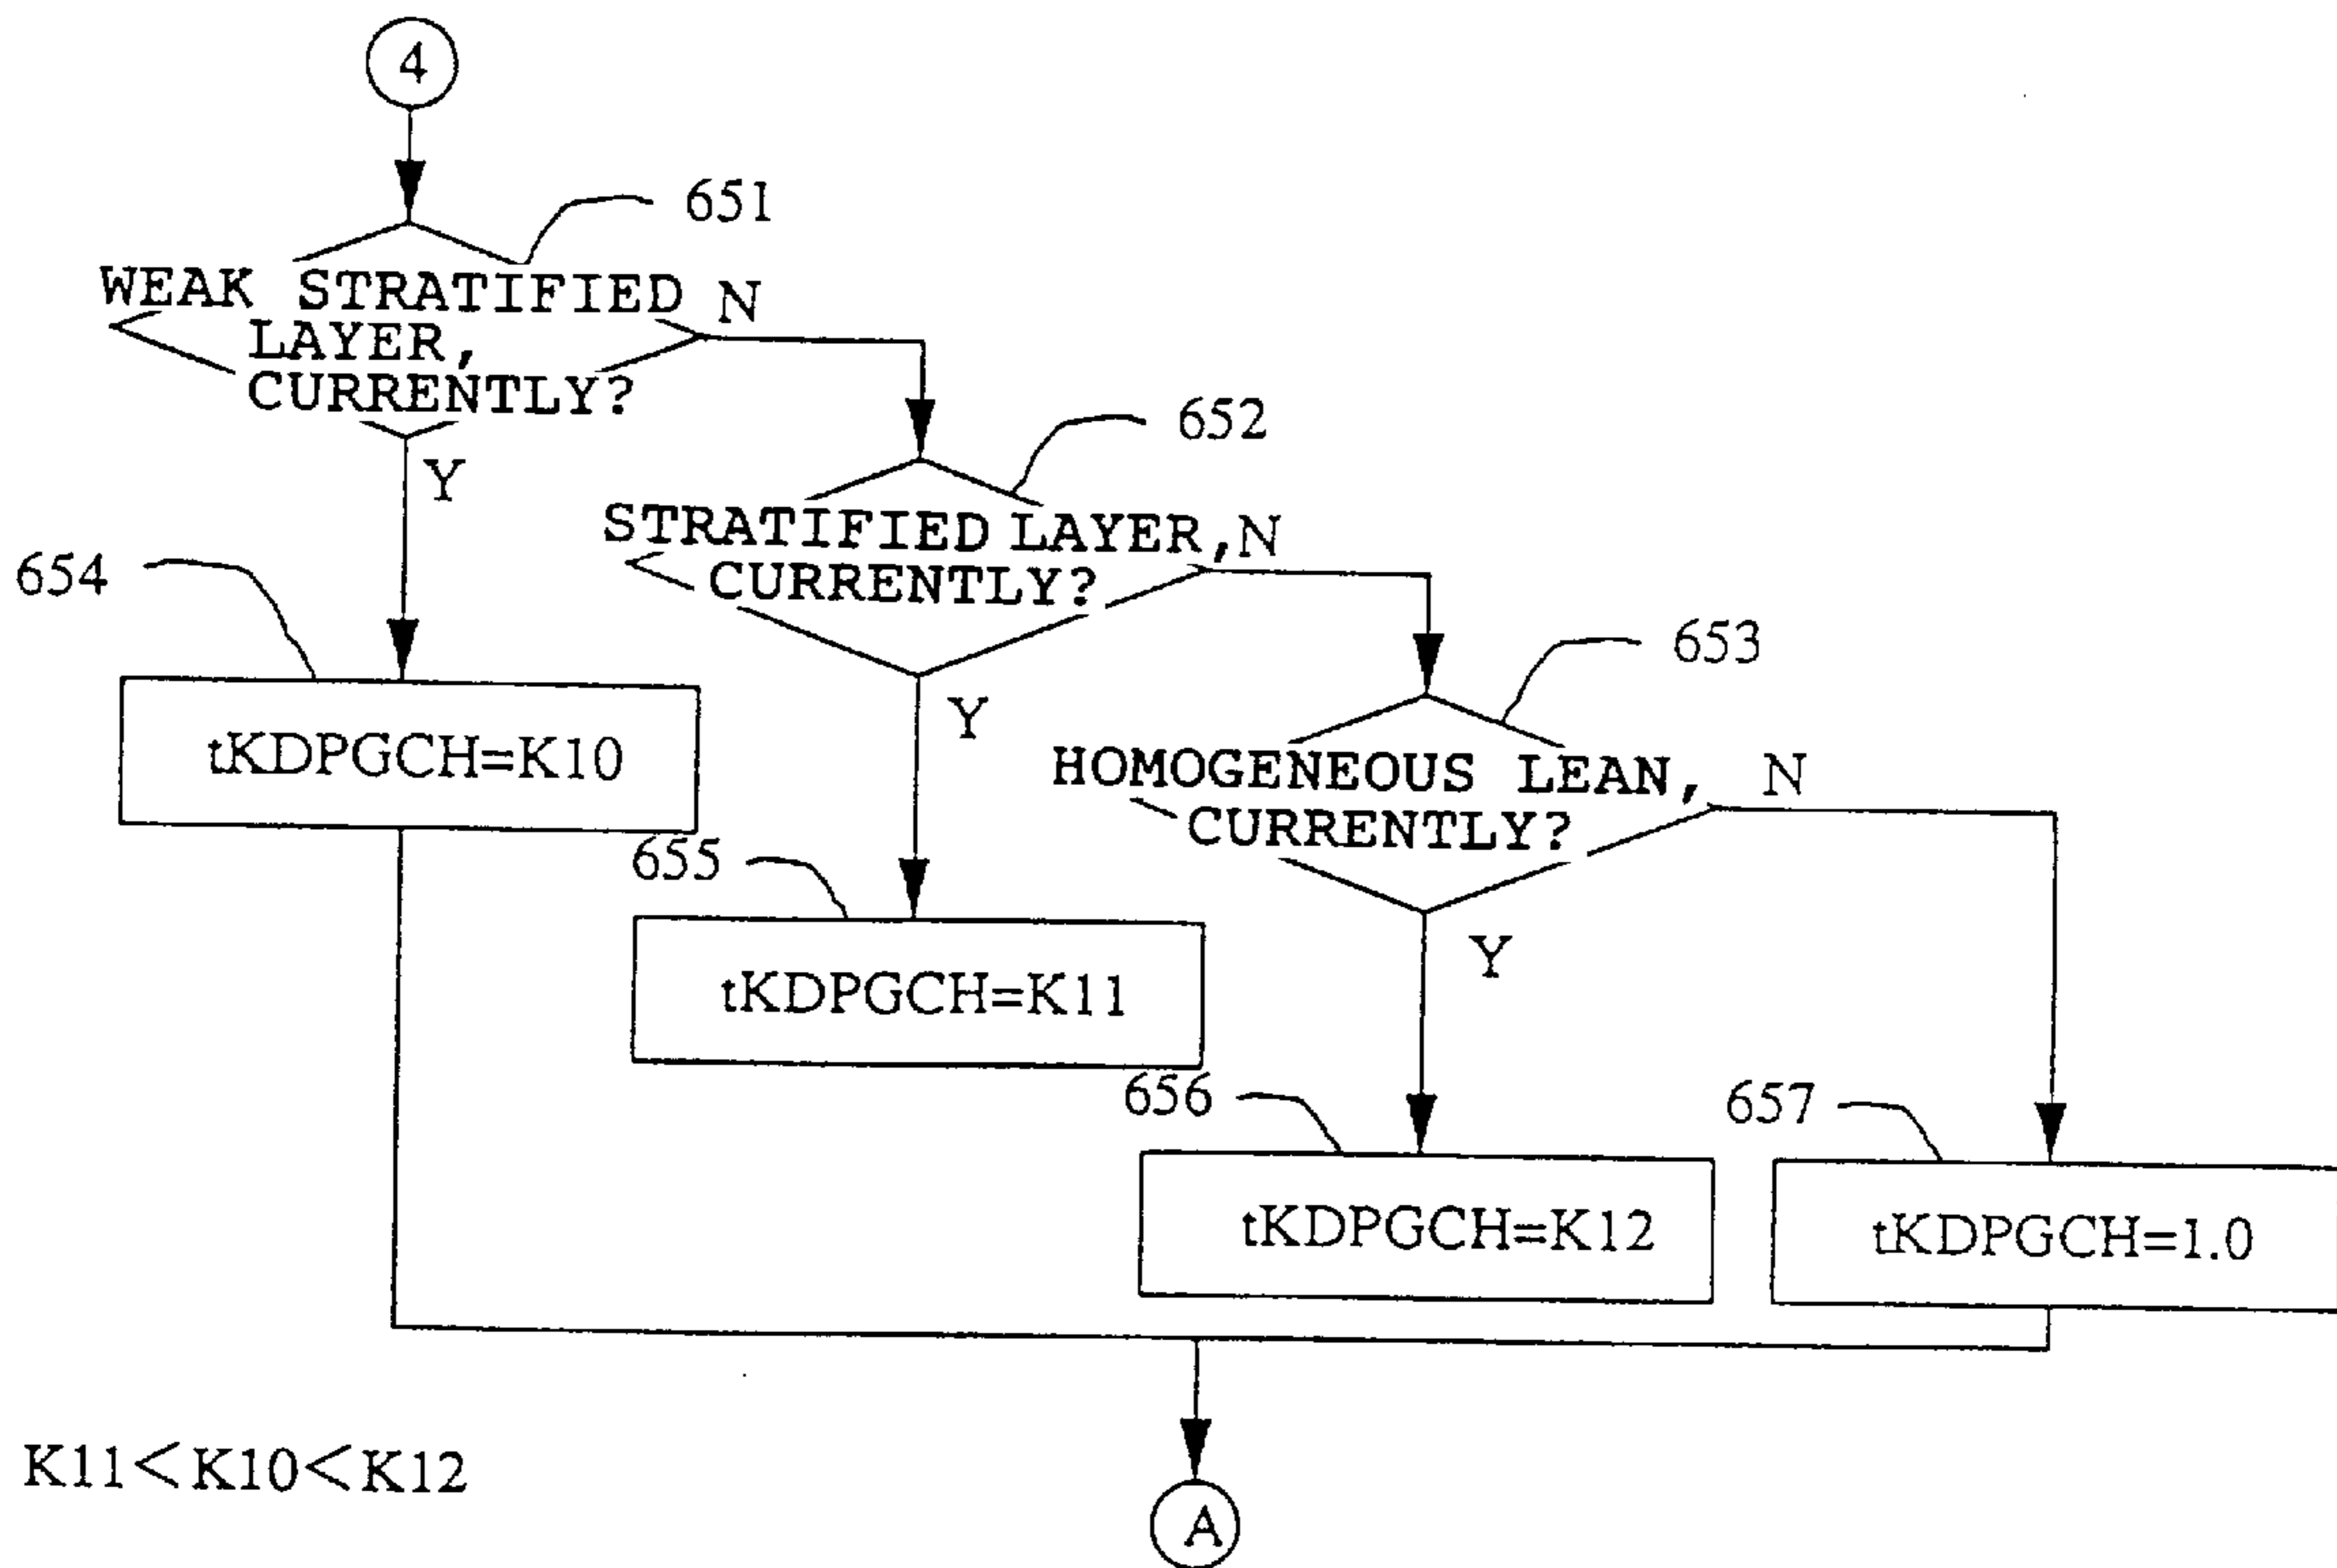 4
651
WEAK STRATIFIED N
LAYER,
CURRENTLY?
Y
652
STRATIFIED LAYER, N
CURRENTLY?
Y
653
HOMOGENEOUS LEAN, N
CURRENTLY?
Y
654
tKDPGCH=K10
655
tKDPGCH=K11
656
tKDPGCH=K12
657
tKDPGCH=1.0
K11<K10<K12
A